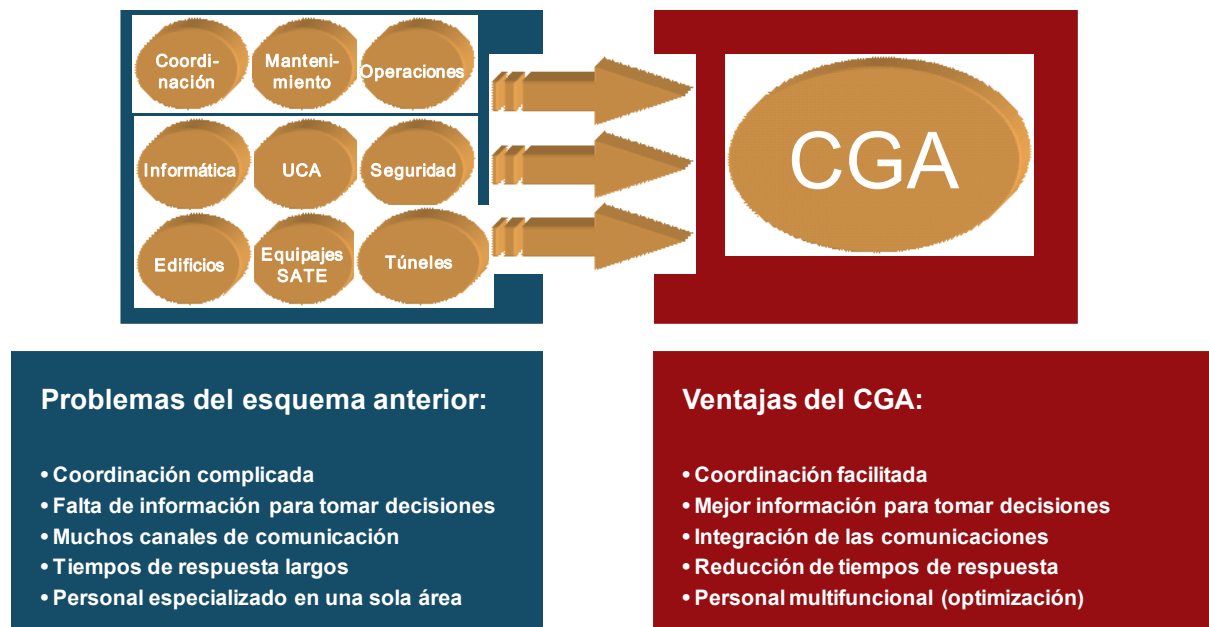 Coordi-
nación
Manteni-
miento
Operaciones
Informática
UCA
Seguridad
Edificios
Equipajes
SATE
Túneles
CGA
Problemas del esquema anterior:
• Coordinación complicada
• Falta de información para tomar decisiones
• Muchos canales de comunicación
• Tiempos de respuesta largos
• Personal especializado en una sola área
Ventajas del CGA:
• Coordinación facilitada
• Mejor información para tomar decisiones
• Integración de las comunicaciones
• Reducción de tiempos de respuesta
• Personal multifuncional (optimización)